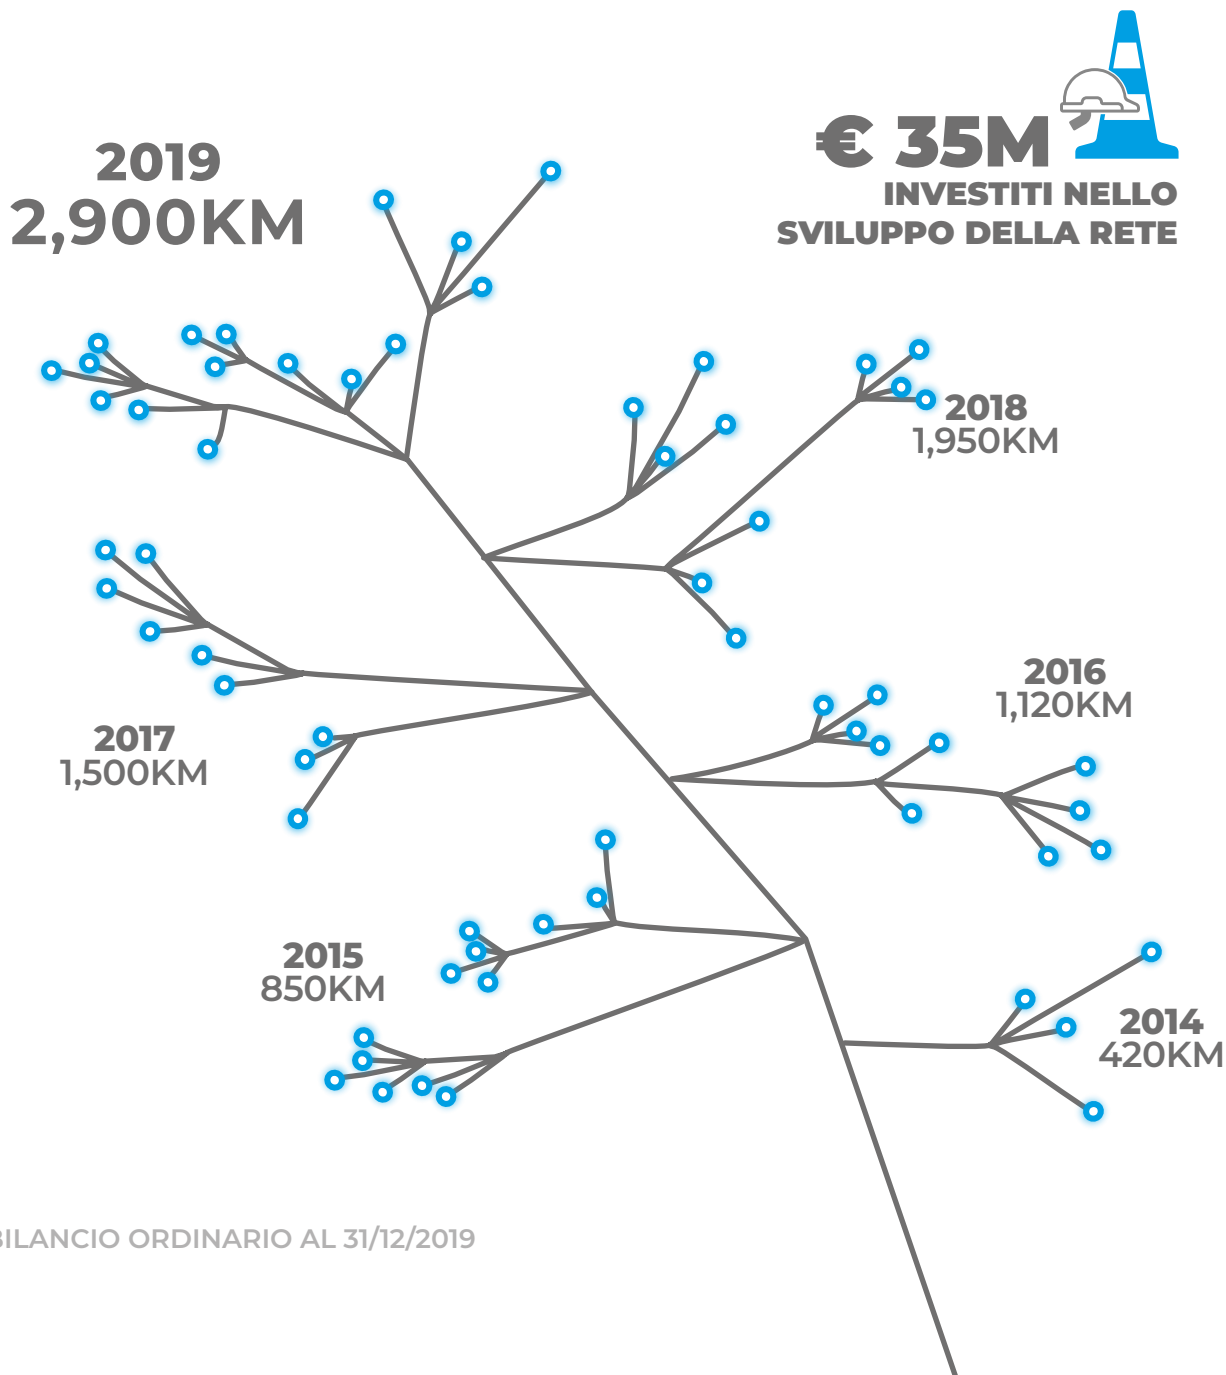 € 35M
INVESTITI NELLO
SVILUPPO DELLA RETE
2019
2,900KM
2018
1,950KM
2016
1,120KM
2017
1,500KM
2015
850KM
2014
420KM
BILANCIO ORDINARIO AL 31/12/2019